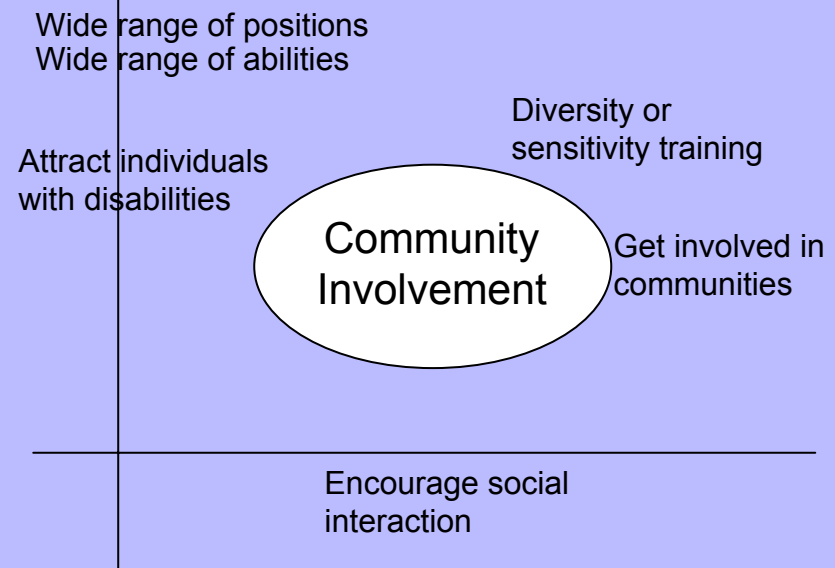 Wide range of positions
Wide range of abilities
Diversity or
sensitivity training
Attract individuals
with disabilities
Community
Involvement
Get involved in
communities
Encourage social
interaction